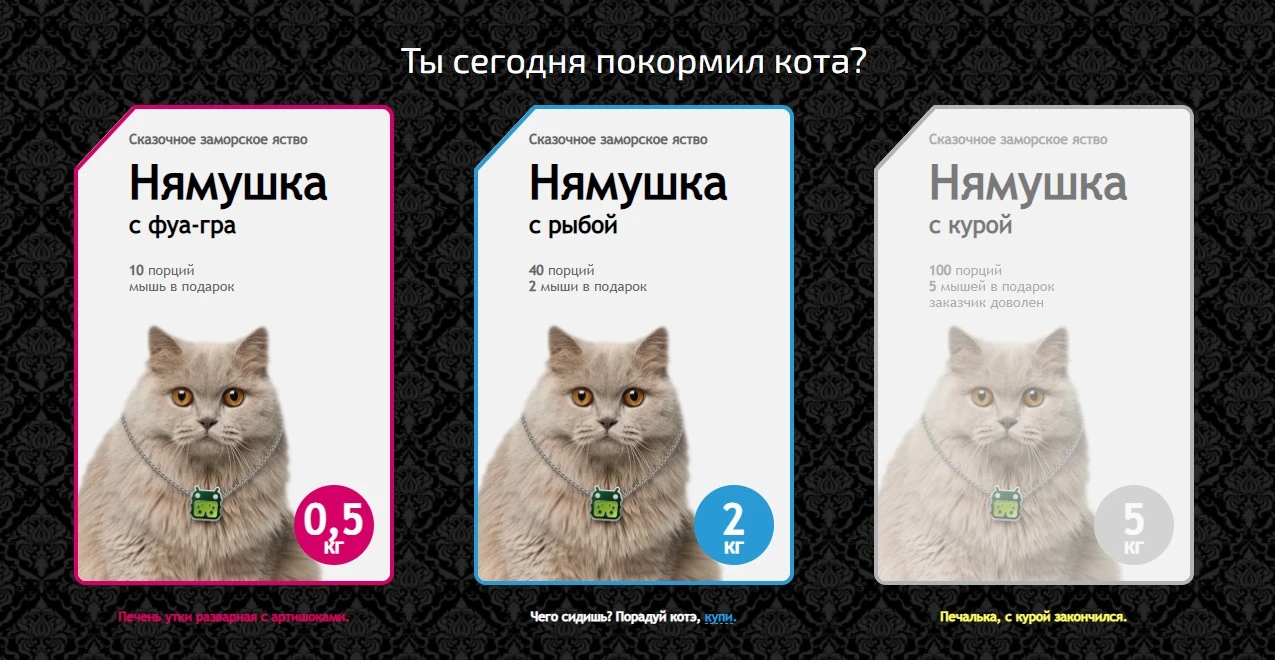 Ты сегодня покормил кота?
Сказочное заморское яство
Нямушка
с фуа-гра
10 порций
мышь в подарок
0,5
кг
Печень утки разварная с артишоками.
Сказочное заморское яство
Нямушка
с рыбой
40 порций
2 мыши в подарок
2
кг
Чего сидишь? Порадуй котэ, купи.
Сказочное заморское яство
Нямушка
с курой
100 порций
5 мышей в подарок
заказчик доволен
5
кг
Печалька, с курой закончился.